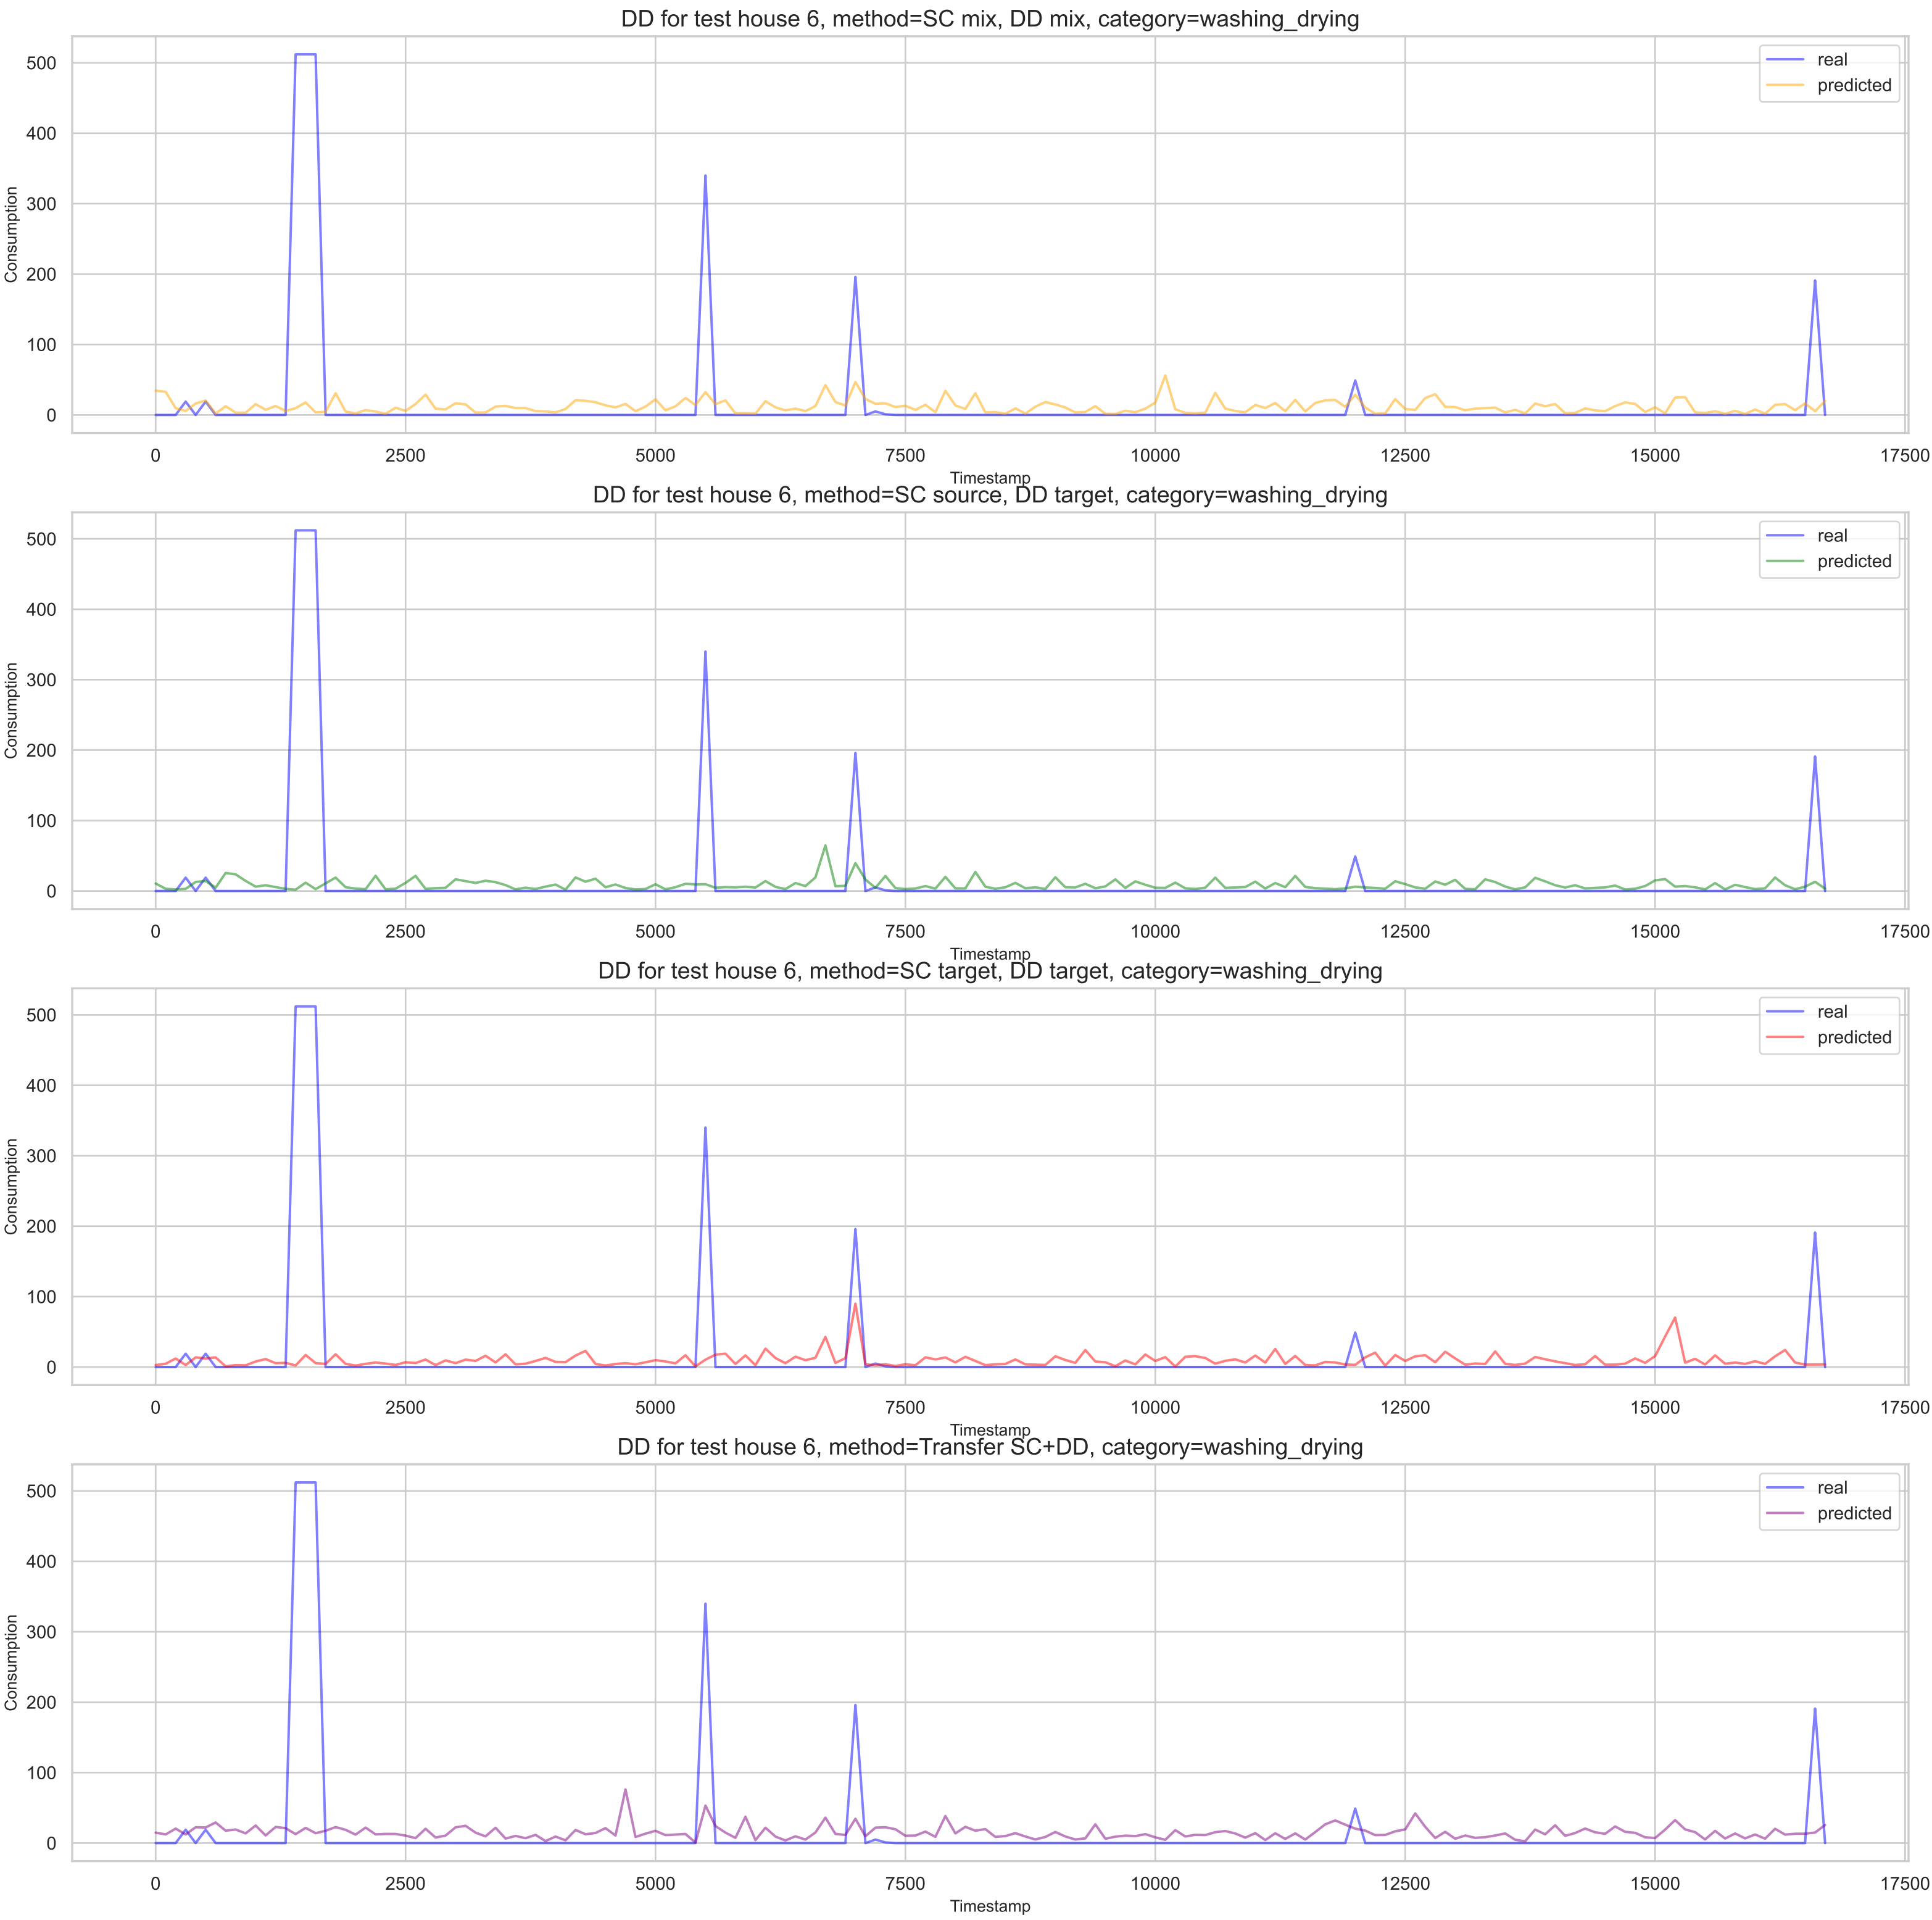 DD for test house 6, method=SC mix, DD mix, category=washing_drying
500
400
300
200
100
0
Consumption
real
predicted
0 2500 5000 7500 10000 12500 15000 17500
Timestamp
DD for test house 6, method=SC source, DD target, category=washing_drying
500
400
300
200
100
0
Consumption
real
predicted
0 2500 5000 7500 10000 12500 15000 17500
Timestamp
DD for test house 6, method=SC target, DD target, category=washing_drying
500
400
300
200
100
0
Consumption
real
predicted
0 2500 5000 7500 10000 12500 15000 17500
Timestamp
DD for test house 6, method=Transfer SC+DD, category=washing_drying
500
400
300
200
100
0
Consumption
real
predicted
0 2500 5000 7500 10000 12500 15000 17500
Timestamp